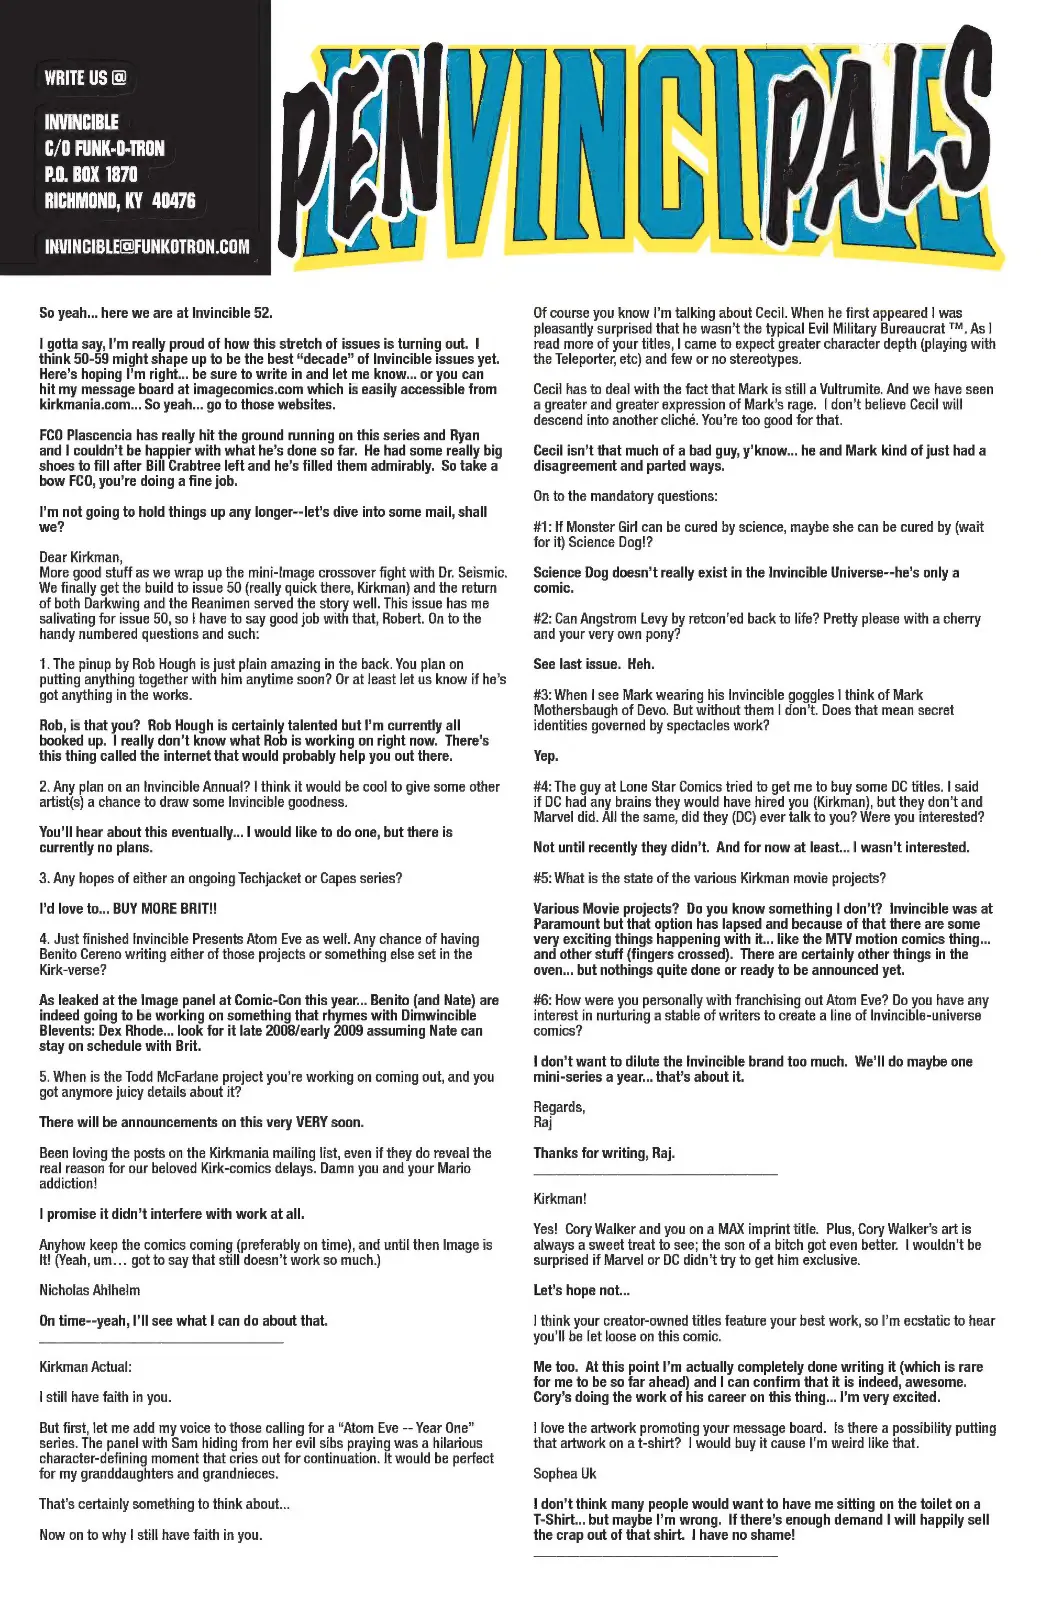 WRITE US @
INVINCIBLE
C/O FUNK-O-TRON
P.O. BOX 1870
RICHMOND, KY 40476
INVINCIBLE@FUNKOTRON.COM
INVINCIBLE
PEN PALS
So yeah... here we are at Invincible 52.
I gotta say, I'm really proud of how this stretch of issues is turning out. I
think 50-59 might shape up to be the best "decade" of Invincible issues yet.
Here's hoping I'm right... be sure to write in and let me know... or you can
hit my message board at imagecomics.com which is easily accessible from
kirkmania.com... So yeah... go to those websites.
FCO Plascencia has really hit the ground running on this series and Ryan
and I couldn't be happier with what he's done so far. He had some really big
shoes to fill after Bill Crabtree left and he's filled them admirably. So take a
bow FCO, you're doing a fine job.
I'm not going to hold things up any longer--let's dive into some mail, shall
we?
Dear Kirkman,
More good stuff as we wrap up the mini-Image crossover fight with Dr. Seismic.
We finally get the build to issue 50 (really quick there, Kirkman) and the return
of both Darkwing and the Reanimen served the story well. This issue has me
salivating for issue 50, so I have to say good job with that, Robert. On to the
handy numbered questions and such:
1. The pinup by Rob Hough is just plain amazing in the back. You plan on
putting anything together with him anytime soon? Or at least let us know if he's
got anything in the works.
Rob, is that you? Rob Hough is certainly talented but I'm currently all
booked up. I really don't know what Rob is working on right now. There's
this thing called the internet that would probably help you out there.
2. Any plan on an Invincible Annual? I think it would be cool to give some other
artist(s) a chance to draw some Invincible goodness.
You'll hear about this eventually... I would like to do one, but there is
currently no plans.
3. Any hopes of either an ongoing Techjacket or Capes series?
I'd love to... BUY MORE BRIT!!
4. Just finished Invincible Presents Atom Eve as well. Any chance of having
Benito Cereno writing either of those projects or something else set in the
Kirk-verse?
As leaked at the Image panel at Comic-Con this year... Benito (and Nate) are
indeed going to be working on something that rhymes with Dimwincible
Blevents: Dex Rhode... look for it late 2008/early 2009 assuming Nate can
stay on schedule with Brit.
5. When is the Todd McFarlane project you're working on coming out, and you
got anymore juicy details about it?
There will be announcements on this very VERY soon.
Been loving the posts on the Kirkmania mailing list, even if they do reveal the
real reason for our beloved Kirk-comics delays. Damn you and your Mario
addiction!
I promise it didn't interfere with work at all.
Anyhow keep the comics coming (preferably on time), and until then Image is
It! (Yeah, um... got to say that still doesn't work so much.)
Nicholas Ahlhelm
On time--yeah, I'll see what I can do about that.
Kirkman Actual:
I still have faith in you.
But first, let me add my voice to those calling for a "Atom Eve -- Year One"
series. The panel with Sam hiding from her evil sibs praying was a hilarious
character-defining moment that cries out for continuation. It would be perfect
for my granddaughters and grandnieces.
That's certainly something to think about...
Now on to why I still have faith in you.
Of course you know I'm talking about Cecil. When he first appeared I was
pleasantly surprised that he wasn't the typical Evil Military Bureaucrat ™. As I
read more of your titles, I came to expect greater character depth (playing with
the Teleporter, etc) and few or no stereotypes.
Cecil has to deal with the fact that Mark is still a Vultrumite. And we have seen
a greater and greater expression of Mark's rage. I don't believe Cecil will
descend into another cliché. You're too good for that.
Cecil isn't that much of a bad guy, y'know... he and Mark kind of just had a
disagreement and parted ways.
On to the mandatory questions:
#1: If Monster Girl can be cured by science, maybe she can be cured by (wait
for it) Science Dog!?
Science Dog doesn't really exist in the Invincible Universe--he's only a
comic.
#2: Can Angstrom Levy by retcon'ed back to life? Pretty please with a cherry
and your very own pony?
See last issue. Heh.
#3: When I see Mark wearing his Invincible goggles I think of Mark
Mothersbaugh of Devo. But without them I don't. Does that mean secret
identities governed by spectacles work?
Yep.
#4: The guy at Lone Star Comics tried to get me to buy some DC titles. I said
if DC had any brains they would have hired you (Kirkman), but they don't and
Marvel did. All the same, did they (DC) ever talk to you? Were you interested?
Not until recently they didn't. And for now at least... I wasn't interested.
#5: What is the state of the various Kirkman movie projects?
Various Movie projects? Do you know something I don't? Invincible was at
Paramount but that option has lapsed and because of that there are some
very exciting things happening with it... like the MTV motion comics thing...
and other stuff (fingers crossed). There are certainly other things in the
oven... but nothings quite done or ready to be announced yet.
#6: How were you personally with franchising out Atom Eve? Do you have any
interest in nurturing a stable of writers to create a line of Invincible-universe
comics?
I don't want to dilute the Invincible brand too much. We'll do maybe one
mini-series a year... that's about it.
Regards,
Raj
Thanks for writing, Raj.
Kirkman!
Yes! Cory Walker and you on a MAX imprint title. Plus, Cory Walker's art is
always a sweet treat to see; the son of a bitch got even better. I wouldn't be
surprised if Marvel or DC didn't try to get him exclusive.
Let's hope not...
I think your creator-owned titles feature your best work, so I'm ecstatic to hear
you'll be let loose on this comic.
Me too. At this point I'm actually completely done writing it (which is rare
for me to be so far ahead) and I can confirm that it is indeed, awesome.
Cory's doing the work of his career on this thing... I'm very excited.
I love the artwork promoting your message board. Is there a possibility putting
that artwork on a t-shirt? I would buy it cause I'm weird like that.
Sophea Uk
I don't think many people would want to have me sitting on the toilet on a
T-Shirt... but maybe I'm wrong. If there's enough demand I will happily sell
the crap out of that shirt. I have no shame!